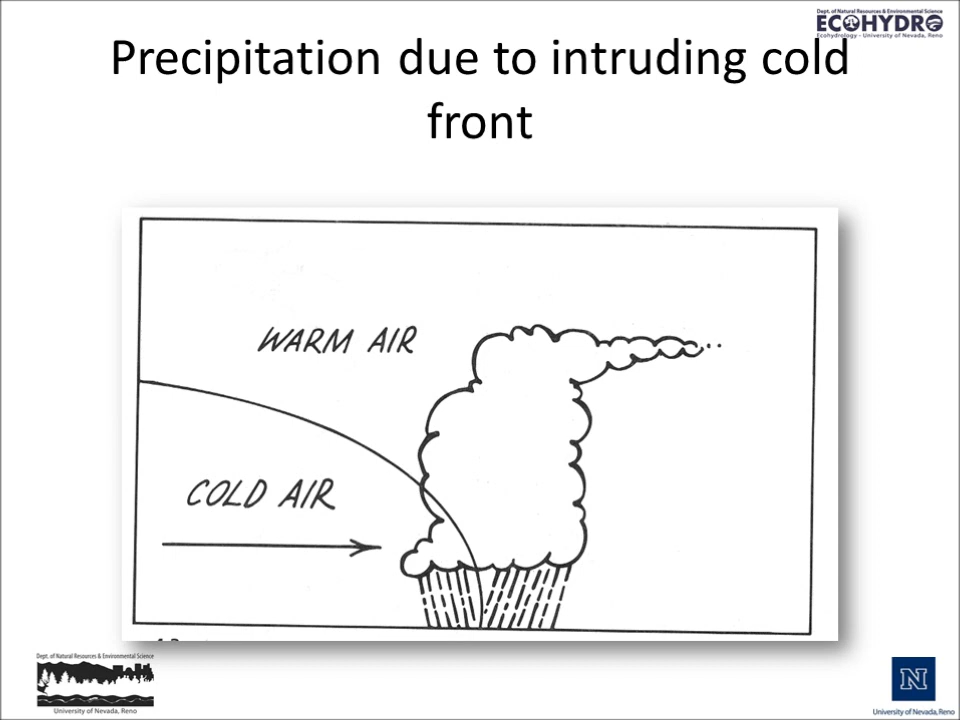 Dept. of Natural Resources & Environmental Science
ECOHYDRO
Ecohydrology - University of Nevada, Reno
Precipitation due to intruding cold
front
WARM AIR
COLD AIR
Dept. of Natural Resources & Environmental Science
University of Nevada, Reno
N
University of Nevada, Reno